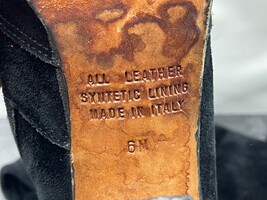 ALL LEATHER
SYNTETIC LINING
MADE IN ITALY
6M